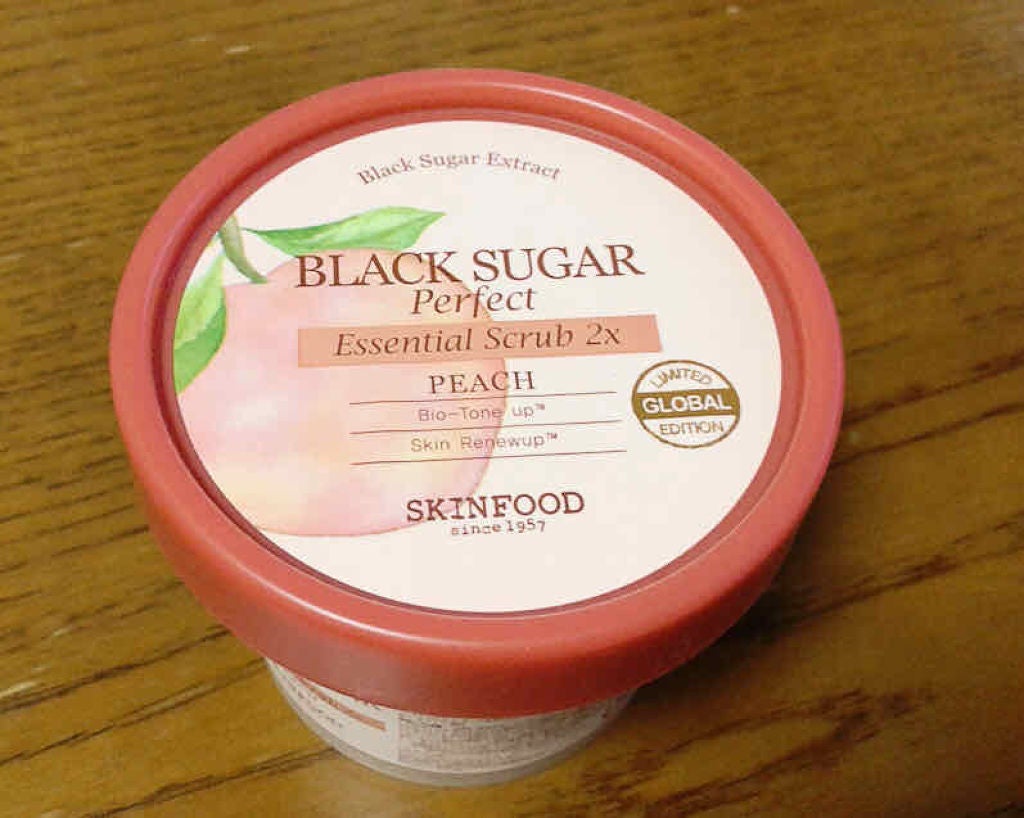 Black Sugar Extract
BLACK SUGAR
Perfect
Essential Scrub 2x
PEACH
Bio-Tone up™
Skin Renewup™
LIMITED
GLOBAL
EDITION
SKINFOOD
since 1957